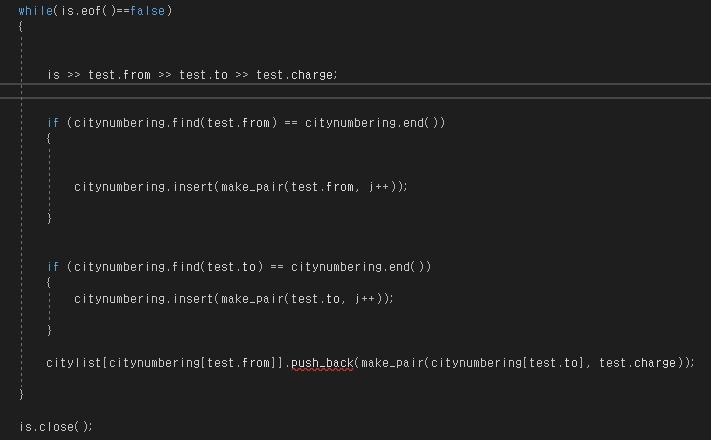 while(is.eof()==false)
{
is >> test.from >> test.to >> test.charge;
if (citynumbering.find(test.from) == citynumbering.end())
{
citynumbering.insert(make_pair(test.from, j++));
}
if (citynumbering.find(test.to) == citynumbering.end())
{
citynumbering.insert(make_pair(test.to, j++));
}
citylist[citynumbering[test.from]].push_back(make_pair(citynumbering[test.to], test.charge));
}
is.close();